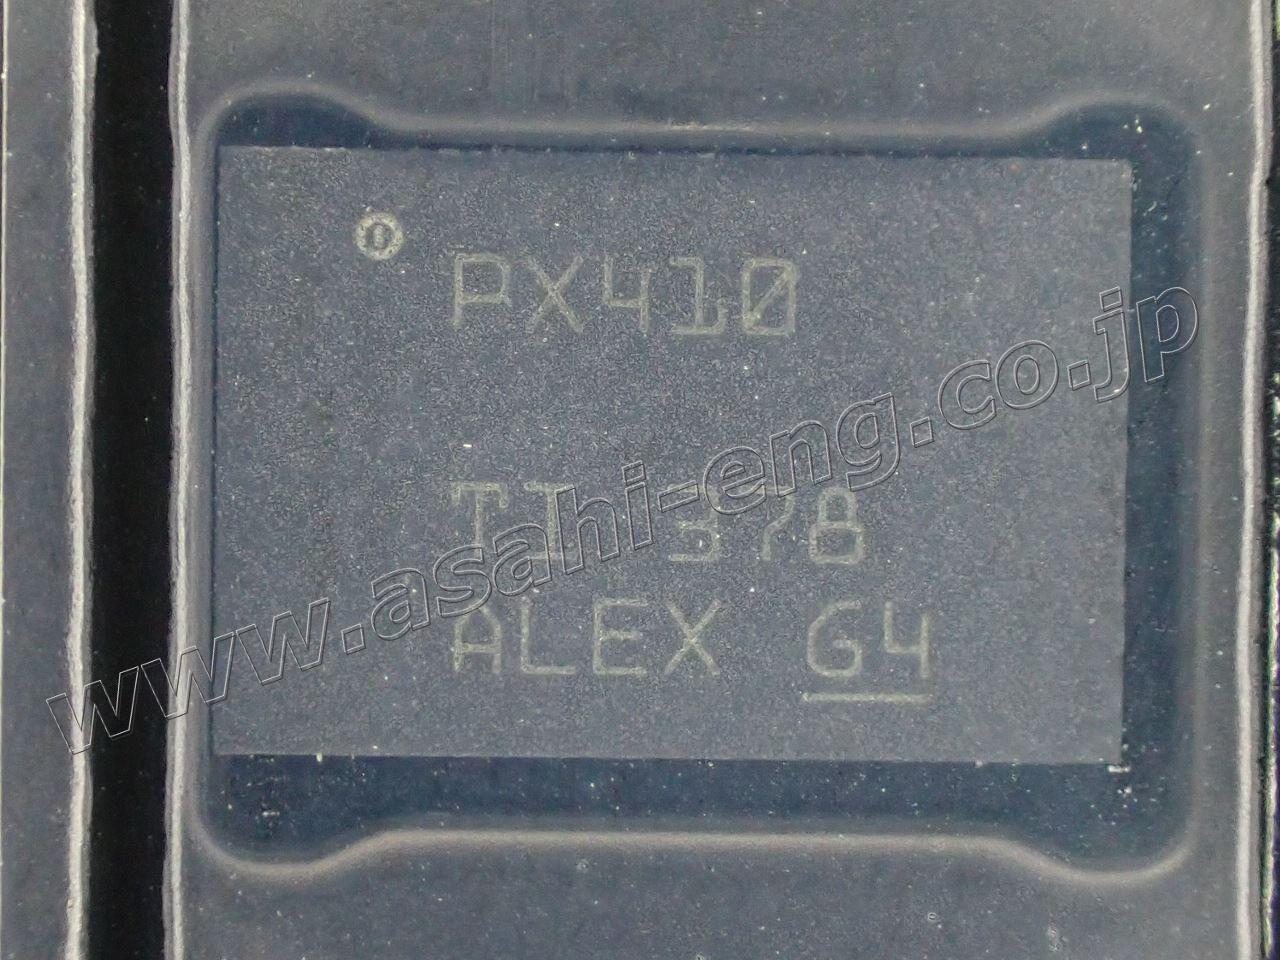 PX410
TI 378
ALEX G4
www.asahi-eng.co.jp